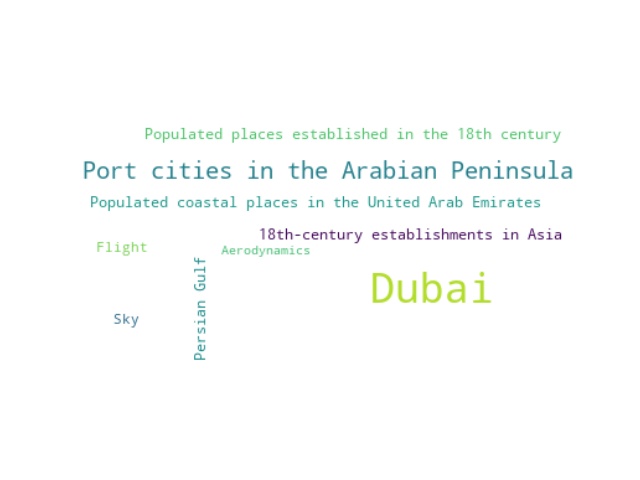 Populated places established in the 18th century
Port cities in the Arabian Peninsula
Populated coastal places in the United Arab Emirates
18th-century establishments in Asia
Flight
Aerodynamics
Persian Gulf
Dubai
Sky